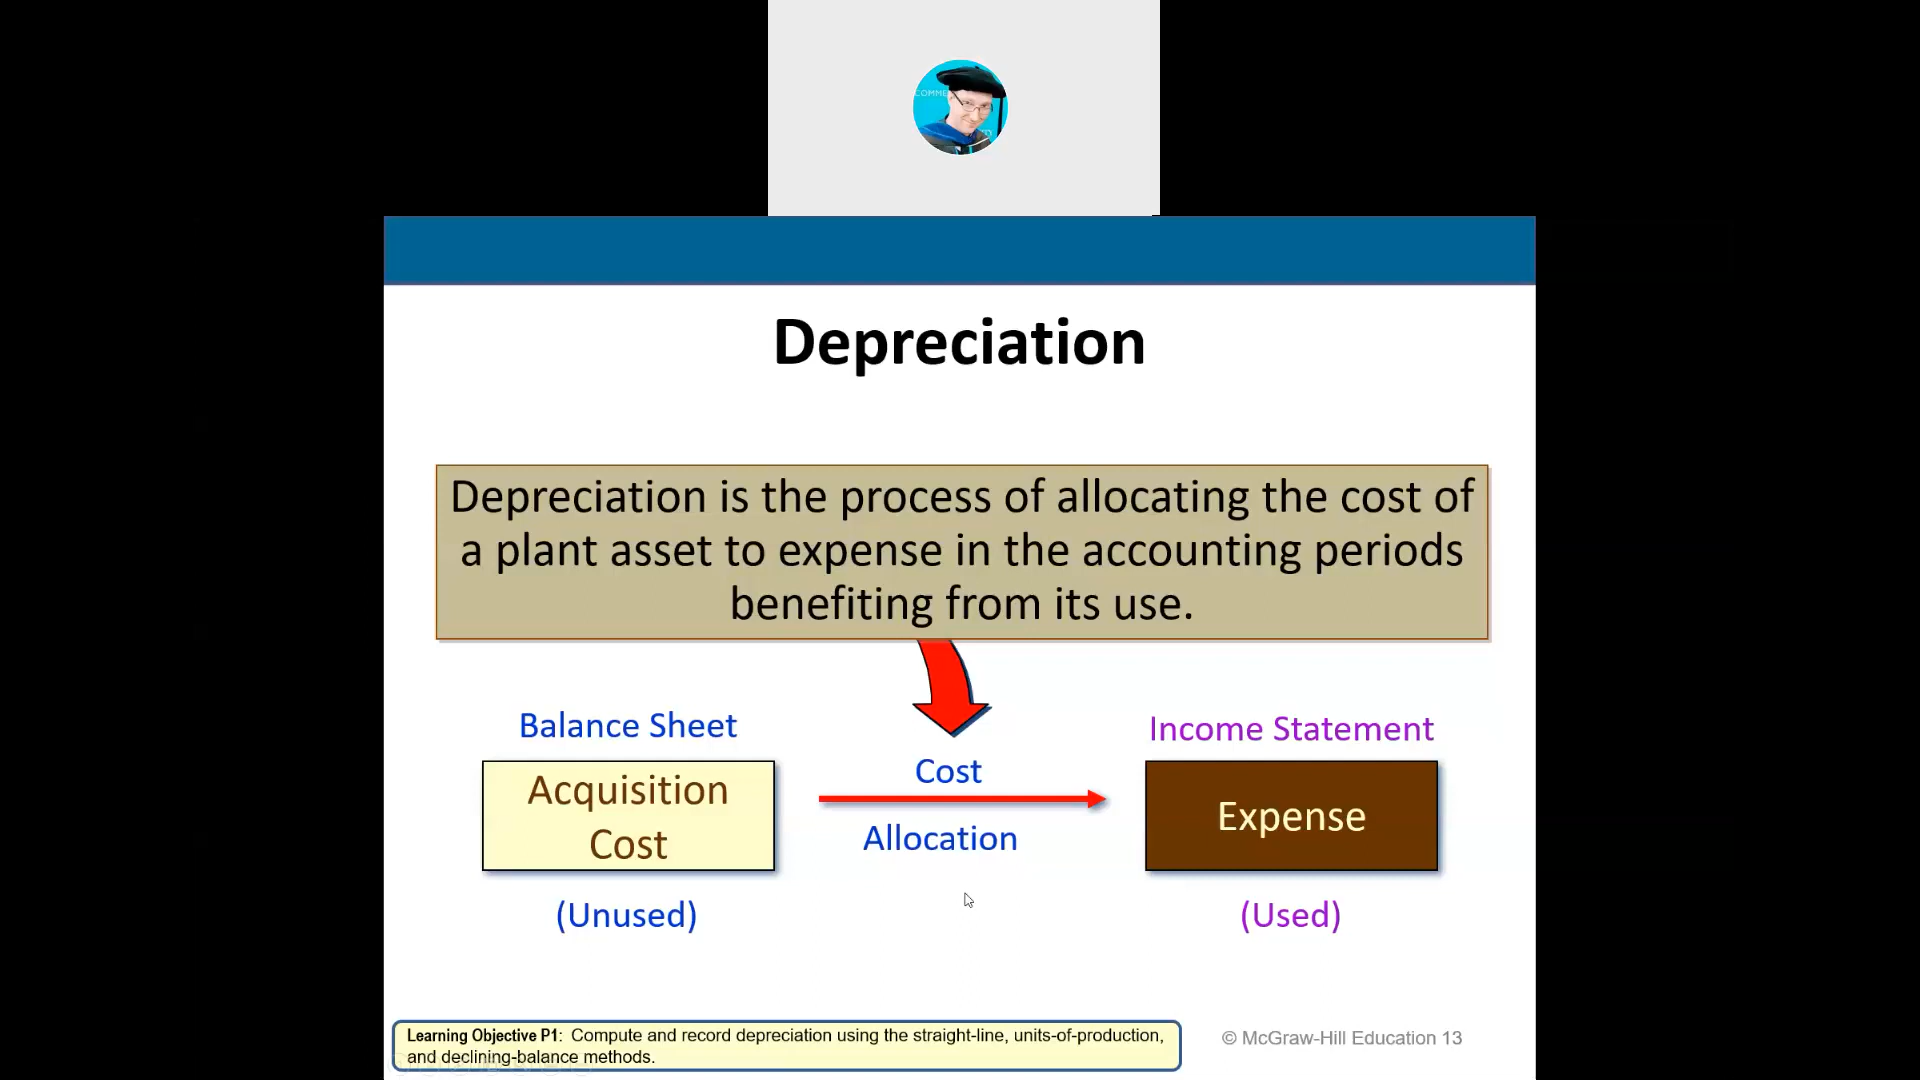 COMME
Depreciation
Depreciation is the process of allocating the cost of
a plant asset to expense in the accounting periods
benefiting from its use.
Balance Sheet
Income Statement
Acquisition
Cost
Cost
Allocation
Expense
(Unused)
(Used)
Learning Objective P1: Compute and record depreciation using the straight-line, units-of-production,
and declining-balance methods.
© McGraw-Hill Education 13